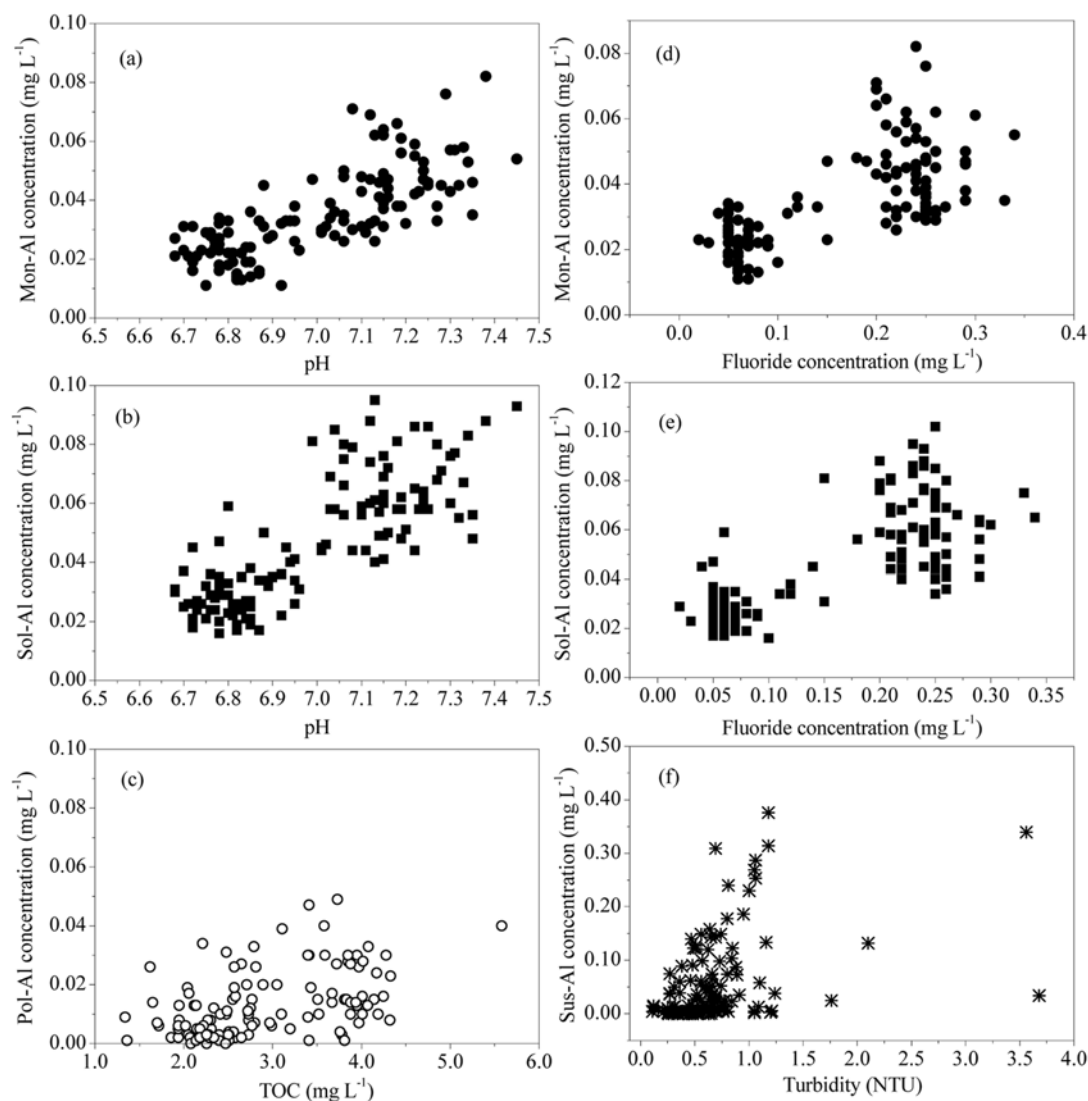 (a)
Mon-Al concentration (mg L⁻¹)
0.10
0.08
0.06
0.04
0.02
0.00
6.5 6.6 6.7 6.8 6.9 7.0 7.1 7.2 7.3 7.4 7.5
pH
(d)
Mon-Al concentration (mg L⁻¹)
0.08
0.06
0.04
0.02
0.00
0.0 0.1 0.2 0.3 0.4
Fluoride concentration (mg L⁻¹)
(b)
Sol-Al concentration (mg L⁻¹)
0.10
0.08
0.06
0.04
0.02
0.00
6.5 6.6 6.7 6.8 6.9 7.0 7.1 7.2 7.3 7.4 7.5
pH
(e)
Sol-Al concentration (mg L⁻¹)
0.12
0.10
0.08
0.06
0.04
0.02
0.00
0.00 0.05 0.10 0.15 0.20 0.25 0.30 0.35
Fluoride concentration (mg L⁻¹)
(c)
Pol-Al concentration (mg L⁻¹)
0.10
0.08
0.06
0.04
0.02
0.00
1.0 2.0 3.0 4.0 5.0 6.0
TOC (mg L⁻¹)
(f)
Sus-Al concentration (mg L⁻¹)
0.50
0.40
0.30
0.20
0.10
0.00
0.0 0.5 1.0 1.5 2.0 2.5 3.0 3.5 4.0
Turbidity (NTU)